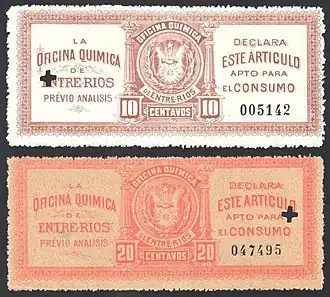 LA
OFICINA QUIMICA
DE
ENTRE-RIOS
PRÉVIO ANALISIS
OFICINA QUIMICA
DE ENTRE-RIOS
10 CENTAVOS 10
DECLARA
ESTE ARTICULO
APTO PARA
EL CONSUMO
005142
LA
OFICINA QUIMICA
DE
ENTRE-RIOS
PRÉVIO ANALISIS
OFICINA QUIMICA
DE ENTRE-RIOS
20 CENTAVOS 20
DECLARA
ESTE ARTICULO
APTO PARA
EL CONSUMO
047495